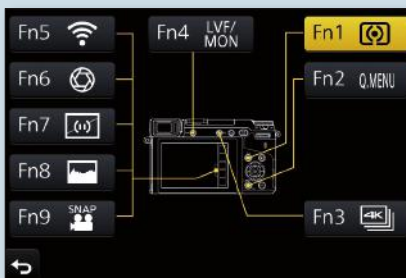 Fn5
Fn4 LVF/
MON
Fn1
Fn6
Fn2 Q.MENU
Fn7
Fn8
Fn9 SNAP
Fn3 4K